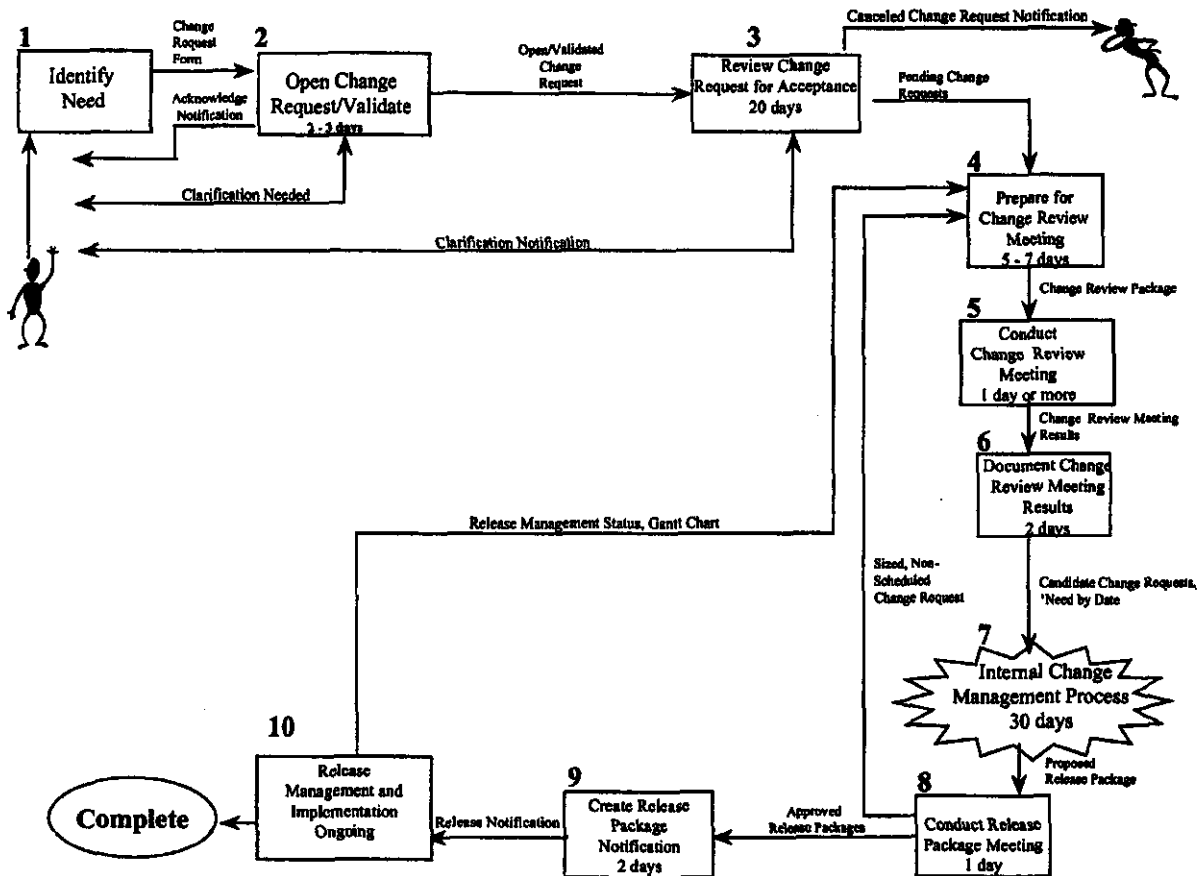 1
Identify
Need
Change
Request
Form
Acknowledge
Notification
2
Open Change
Request/Validate
2 - 3 days
Open/Validated
Change
Request
3
Review Change
Request for Acceptance
20 days
Canceled Change Request Notification
Pending Change
Requests
Clarification Needed
Clarification Notification
4
Prepare for
Change Review
Meeting
5 - 7 days
Change Review Package
5
Conduct
Change Review
Meeting
1 day or more
Change Review Meeting
Results
6
Document Change
Review Meeting
Results
2 days
Release Management Status, Gantt Chart
Sized, Non-
Scheduled
Change Request
Candidate Change Requests,
'Need by Date
7
Internal Change
Management Process
30 days
Proposed
Release Package
8
Conduct Release
Package Meeting
1 day
Approved
Release Packages
9
Create Release
Package
Notification
2 days
Release Notification
10
Release
Management and
Implementation
Ongoing
Complete